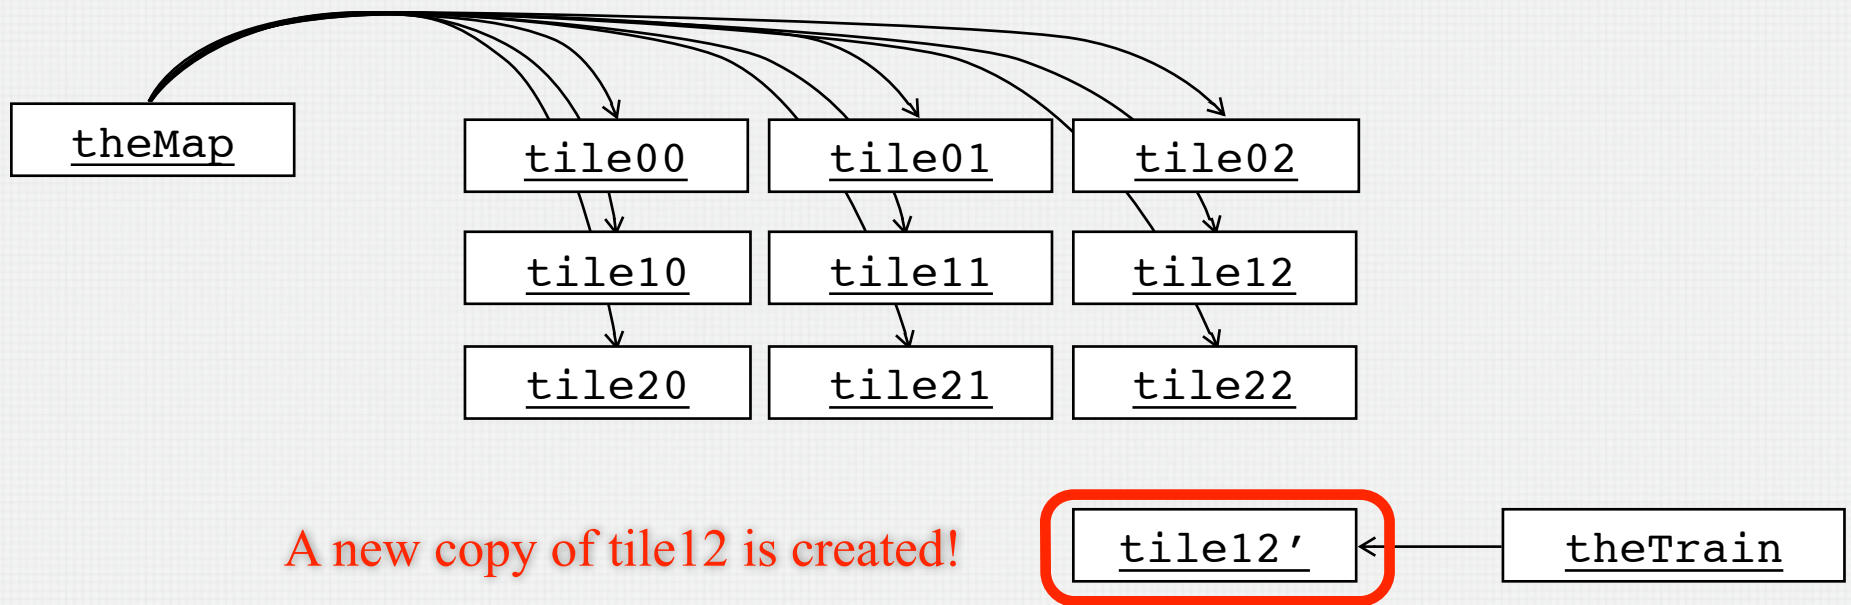 theMap
tile00 tile01 tile02
tile10 tile11 tile12
tile20 tile21 tile22
A new copy of tile12 is created!
tile12’
theTrain